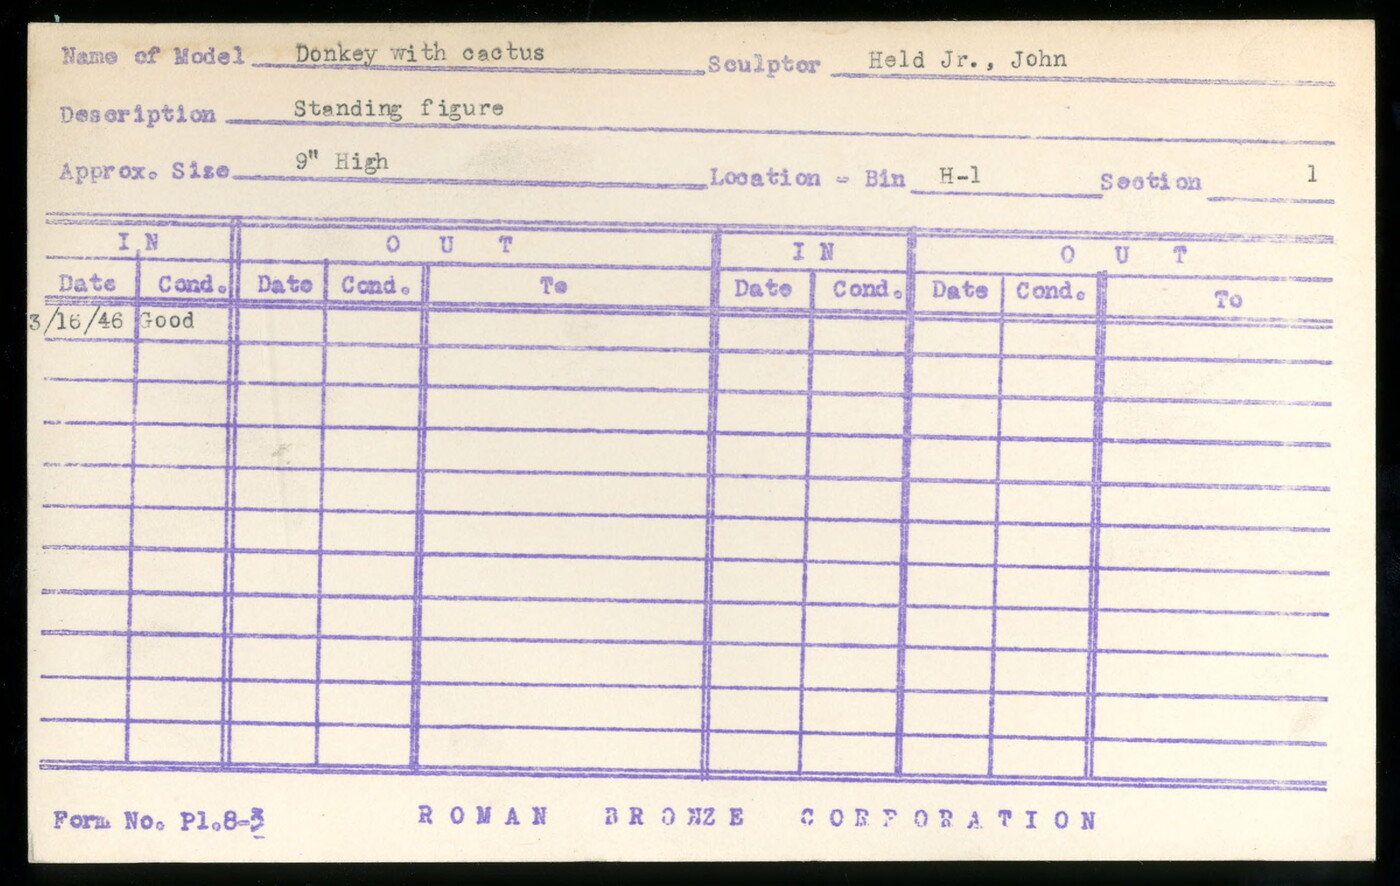 Name of Model Donkey with cactus Sculptor Held Jr., John
Description Standing figure
Approx. Size 9" High Location - Bin H-1 Section 1
IN OUT IN OUT
Date Cond. Date Cond. To Date Cond. Date Cond. To
3/16/46 Good
Form No. Pl.8-3 ROMAN BRONZE CORPORATION